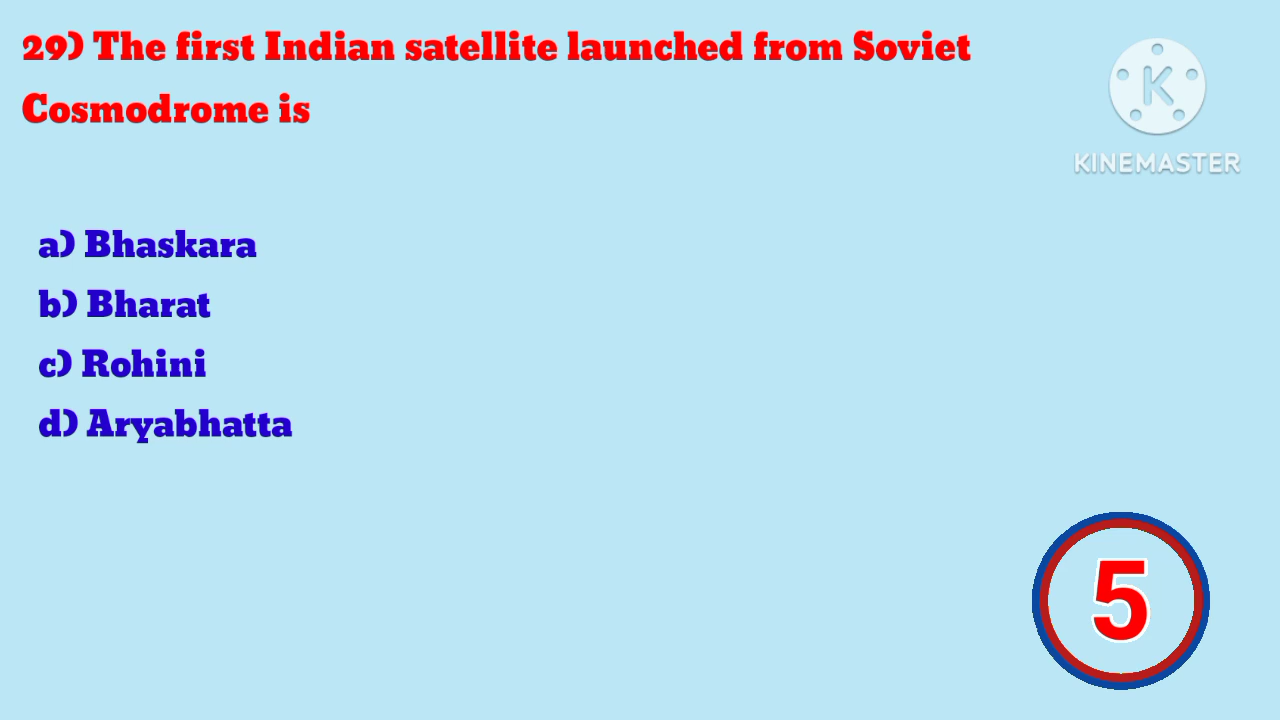 29) The first Indian satellite launched from Soviet
Cosmodrome is
K
KINEMASTER
a) Bhaskara
b) Bharat
c) Rohini
d) Aryabhatta
5